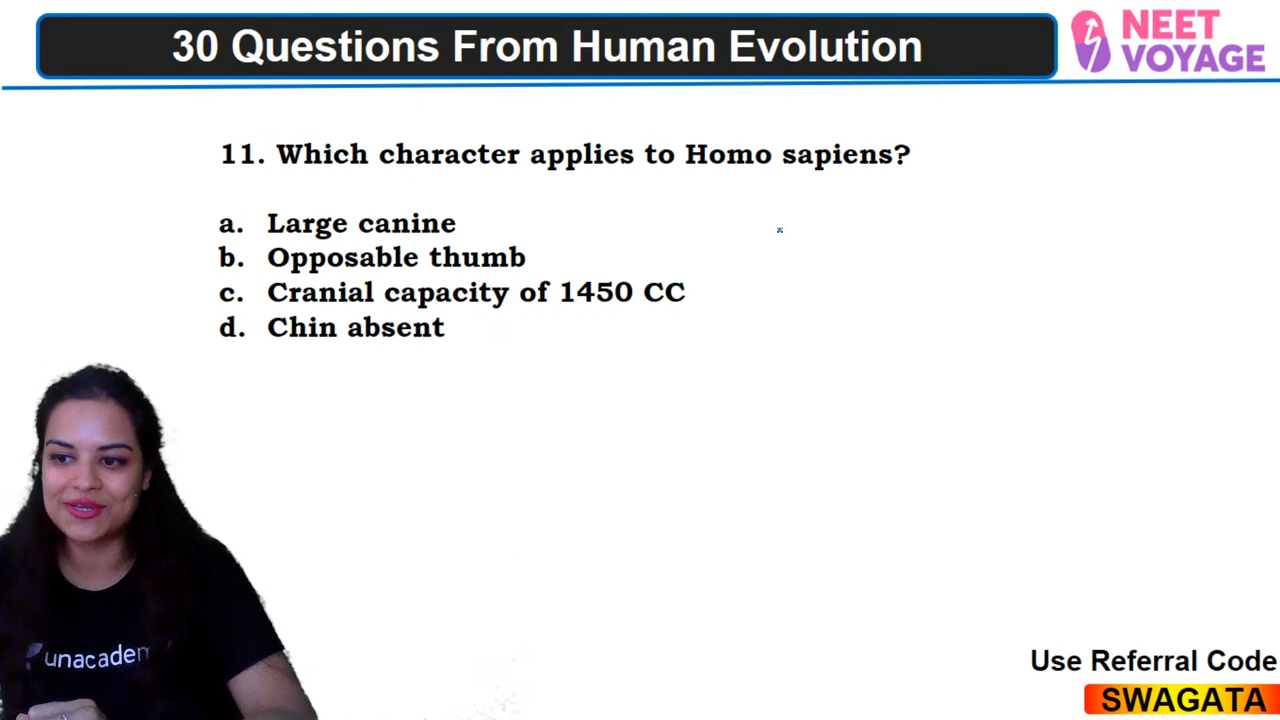 30 Questions From Human Evolution
NEET
VOYAGE
11. Which character applies to Homo sapiens?
a. Large canine
b. Opposable thumb
c. Cranial capacity of 1450 CC
d. Chin absent
unacadem
Use Referral Code
SWAGATA